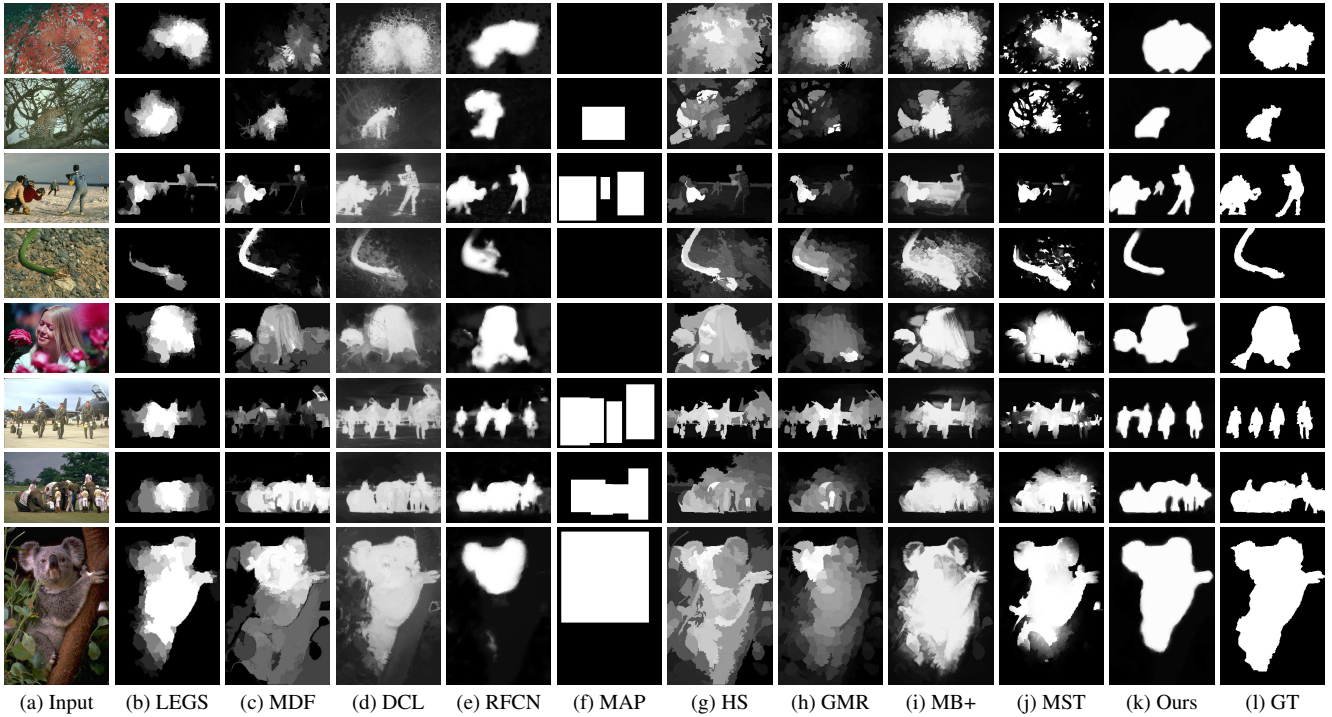 (a) Input (b) LEGS (c) MDF (d) DCL (e) RFCN (f) MAP (g) HS (h) GMR (i) MB+ (j) MST (k) Ours (l) GT